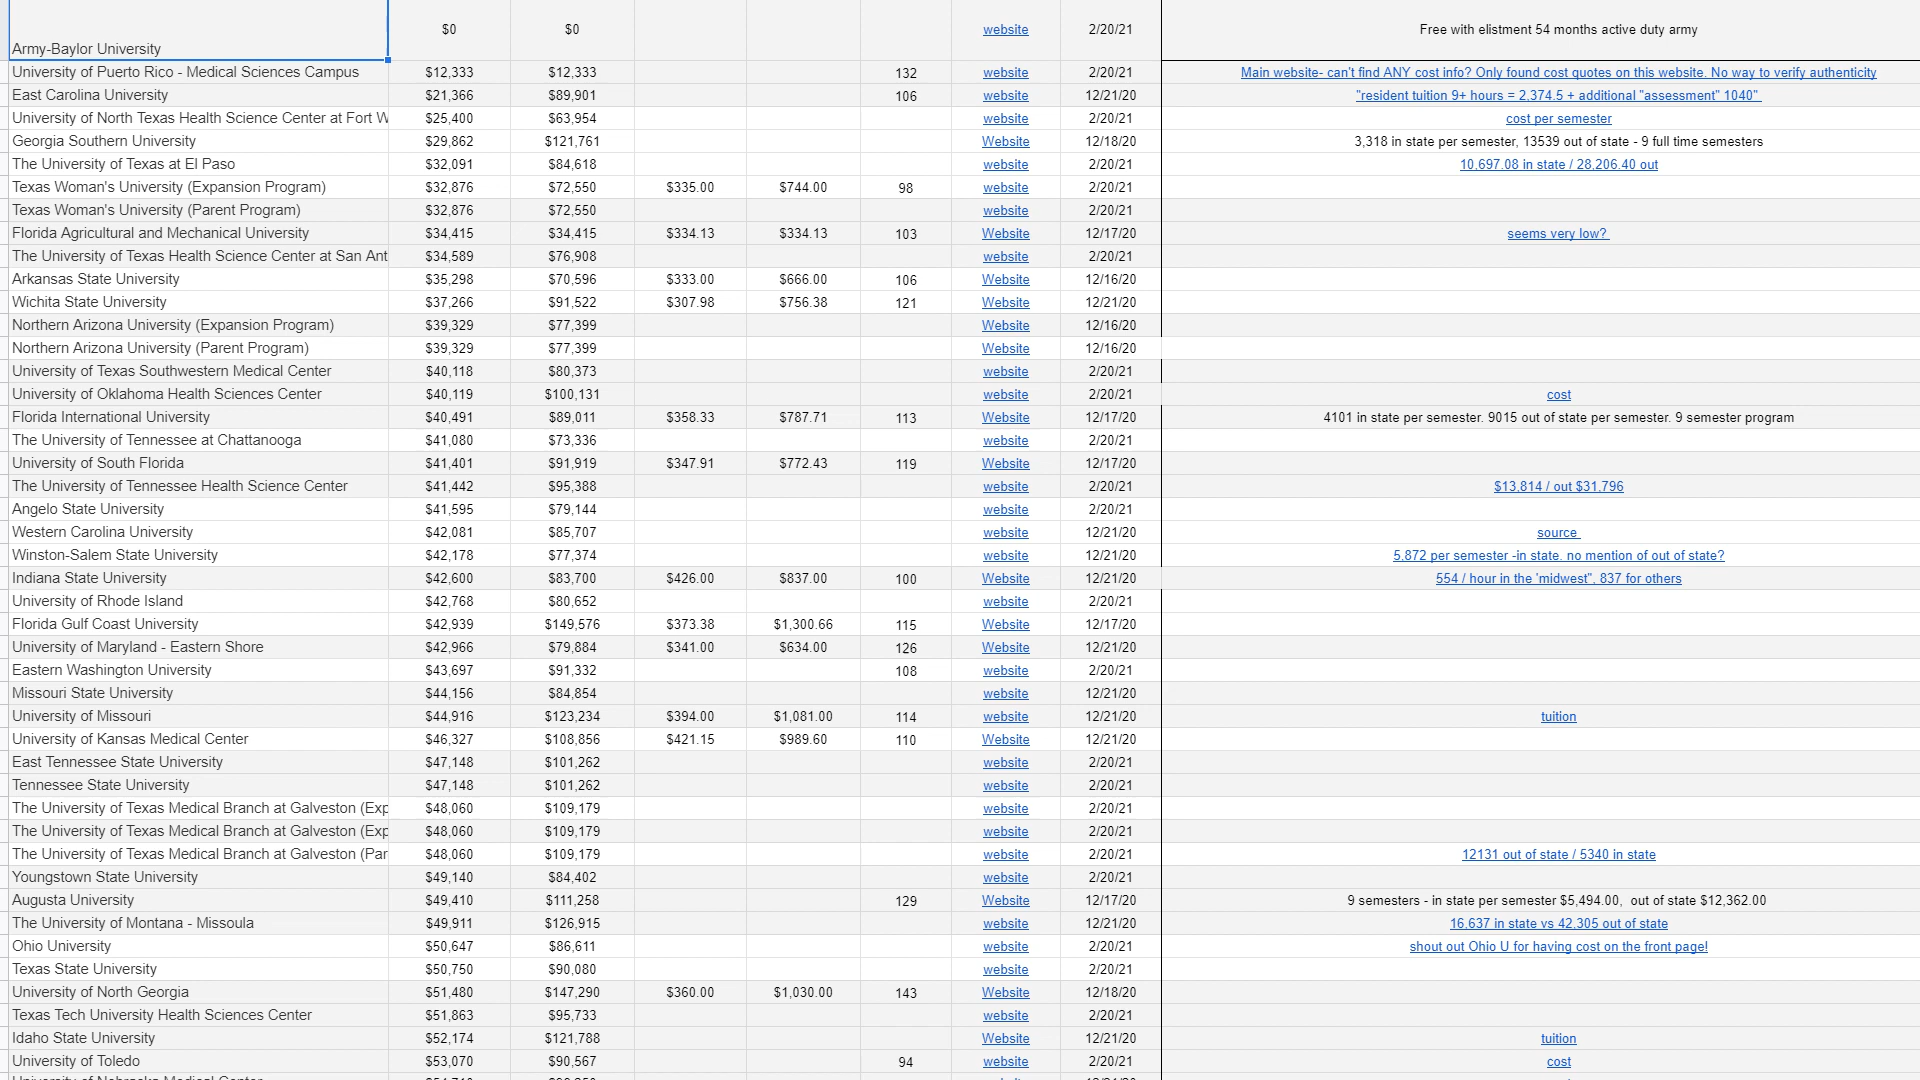 Army-Baylor University $0 $0 website 2/20/21 Free with elistment 54 months active duty army
University of Puerto Rico - Medical Sciences Campus $12,333 $12,333 132 website 2/20/21 Main website- can't find ANY cost info? Only found cost quotes on this website. No way to verify authenticity
East Carolina University $21,366 $89,901 106 website 12/21/20 "resident tuition 9+ hours = 2,374.5 + additional "assessment" 1040"
University of North Texas Health Science Center at Fort W $25,400 $63,954 website 2/20/21 cost per semester
Georgia Southern University $29,862 $121,761 Website 12/18/20 3,318 in state per semester, 13539 out of state - 9 full time semesters
The University of Texas at El Paso $32,091 $84,618 website 2/20/21 10,697.08 in state / 28,206.40 out
Texas Woman's University (Expansion Program) $32,876 $72,550 $335.00 $744.00 98 website 2/20/21
Texas Woman's University (Parent Program) $32,876 $72,550 website 2/20/21
Florida Agricultural and Mechanical University $34,415 $34,415 $334.13 $334.13 103 Website 12/17/20 seems very low?
The University of Texas Health Science Center at San Ant $34,589 $76,908 website 2/20/21
Arkansas State University $35,298 $70,596 $333.00 $666.00 106 Website 12/16/20
Wichita State University $37,266 $91,522 $307.98 $756.38 121 Website 12/21/20
Northern Arizona University (Expansion Program) $39,329 $77,399 Website 12/16/20
Northern Arizona University (Parent Program) $39,329 $77,399 Website 12/16/20
University of Texas Southwestern Medical Center $40,118 $80,373 website 2/20/21
University of Oklahoma Health Sciences Center $40,119 $100,131 website 2/20/21 cost
Florida International University $40,491 $89,011 $358.33 $787.71 113 Website 12/17/20 4101 in state per semester. 9015 out of state per semester. 9 semester program
The University of Tennessee at Chattanooga $41,080 $73,336 website 2/20/21
University of South Florida $41,401 $91,919 $347.91 $772.43 119 Website 12/17/20
The University of Tennessee Health Science Center $41,442 $95,388 website 2/20/21 $13,814 / out $31,796
Angelo State University $41,595 $79,144 website 2/20/21
Western Carolina University $42,081 $85,707 website 12/21/20 source
Winston-Salem State University $42,178 $77,374 website 12/21/20 5,872 per semester -in state. no mention of out of state?
Indiana State University $42,600 $83,700 $426.00 $837.00 100 Website 12/21/20 554 / hour in the 'midwest", 837 for others
University of Rhode Island $42,768 $80,652 website 2/20/21
Florida Gulf Coast University $42,939 $149,576 $373.38 $1,300.66 115 Website 12/17/20
University of Maryland - Eastern Shore $42,966 $79,884 $341.00 $634.00 126 Website 12/21/20
Eastern Washington University $43,697 $91,332 108 website 2/20/21
Missouri State University $44,156 $84,854 website 12/21/20
University of Missouri $44,916 $123,234 $394.00 $1,081.00 114 website 12/21/20 tuition
University of Kansas Medical Center $46,327 $108,856 $421.15 $989.60 110 Website 12/21/20
East Tennessee State University $47,148 $101,262 website 2/20/21
Tennessee State University $47,148 $101,262 website 2/20/21
The University of Texas Medical Branch at Galveston (Exp $48,060 $109,179 website 2/20/21
The University of Texas Medical Branch at Galveston (Exp $48,060 $109,179 website 2/20/21
The University of Texas Medical Branch at Galveston (Par $48,060 $109,179 website 2/20/21 12131 out of state / 5340 in state
Youngstown State University $49,140 $84,402 website 2/20/21
Augusta University $49,410 $111,258 129 Website 12/17/20 9 semesters - in state per semester $5,494.00, out of state $12,362.00
The University of Montana - Missoula $49,911 $126,915 website 12/21/20 16,637 in state vs 42,305 out of state
Ohio University $50,647 $86,611 website 2/20/21 shout out Ohio U for having cost on the front page!
Texas State University $50,750 $90,080 website 2/20/21
University of North Georgia $51,480 $147,290 $360.00 $1,030.00 143 Website 12/18/20
Texas Tech University Health Sciences Center $51,863 $95,733 website 2/20/21
Idaho State University $52,174 $121,788 Website 12/21/20 tuition
University of Toledo $53,070 $90,567 94 website 2/20/21 cost